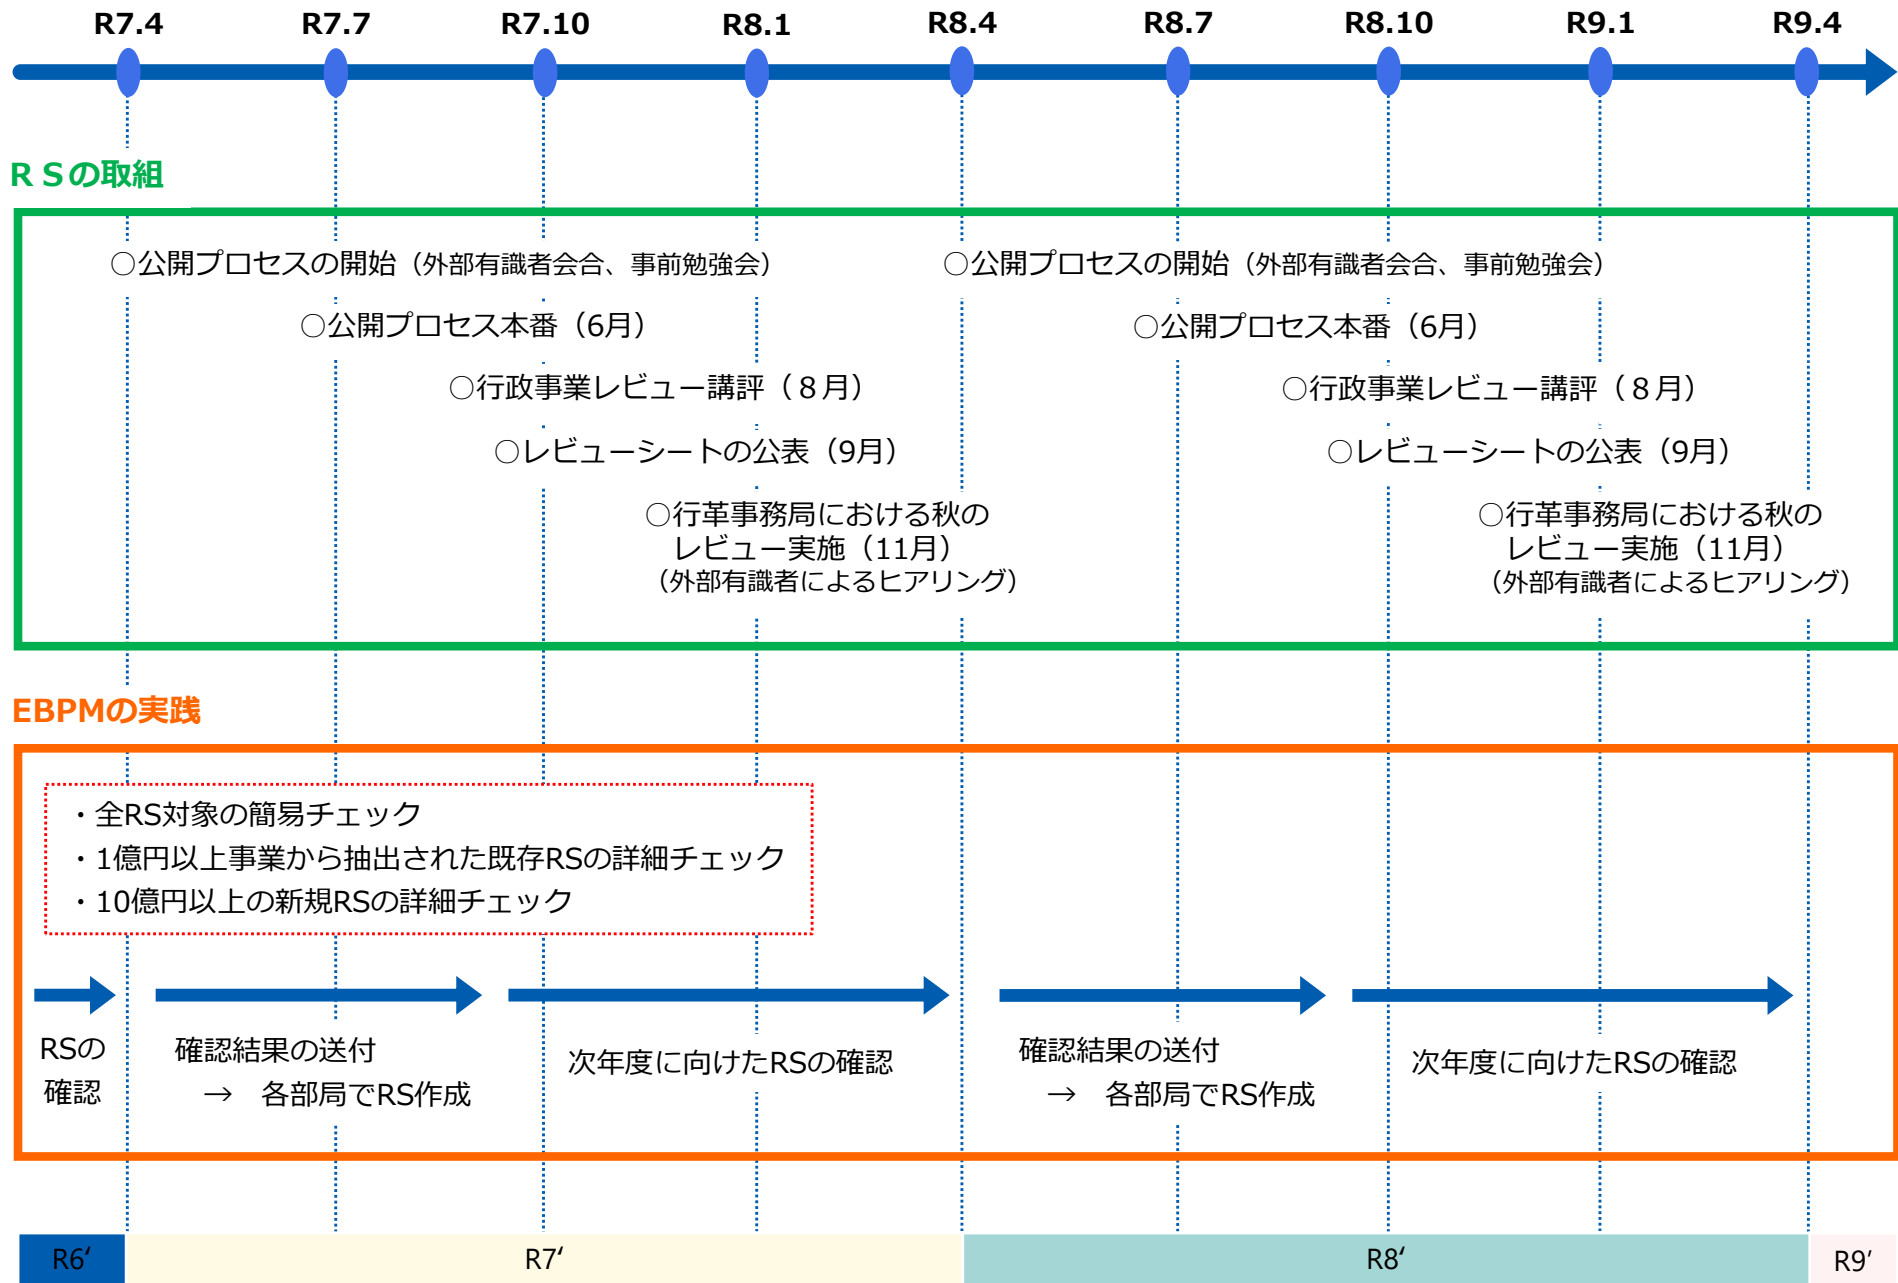 R7.4 R7.7 R7.10 R8.1 R8.4 R8.7 R8.10 R9.1 R9.4
ＲＳの取組
○公開プロセスの開始（外部有識者会合、事前勉強会）
○公開プロセス本番（6月）
○行政事業レビュー講評（８月）
○レビューシートの公表（9月）
○行革事務局における秋の
レビュー実施（11月）
（外部有識者によるヒアリング）
○公開プロセスの開始（外部有識者会合、事前勉強会）
○公開プロセス本番（6月）
○行政事業レビュー講評（８月）
○レビューシートの公表（9月）
○行革事務局における秋の
レビュー実施（11月）
（外部有識者によるヒアリング）
EBPMの実践
・全RS対象の簡易チェック
・1億円以上事業から抽出された既存RSの詳細チェック
・10億円以上の新規RSの詳細チェック
RSの
確認
確認結果の送付
→　各部局でRS作成
次年度に向けたRSの確認
確認結果の送付
→　各部局でRS作成
次年度に向けたRSの確認
R6‘ R7‘ R8‘ R9’